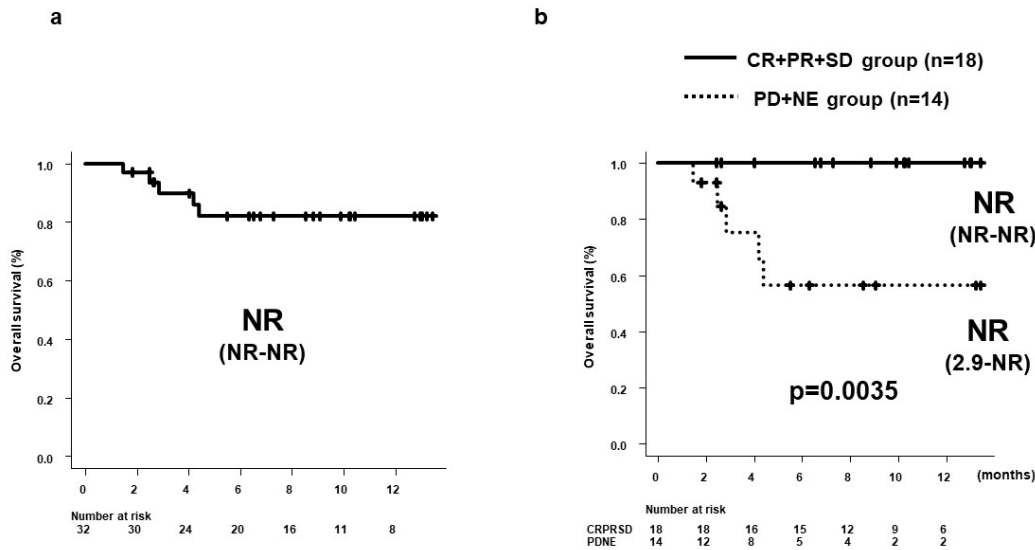 a
Overall survival (%)
1.0
0.8
0.6
0.4
0.2
0.0
NR
(NR-NR)
0 2 4 6 8 10 12
Number at risk
32 30 24 20 16 11 8
b
CR+PR+SD group (n=18)
PD+NE group (n=14)
Overall survival (%)
1.0
0.8
0.6
0.4
0.2
0.0
NR
(NR-NR)
NR
(2.9-NR)
p=0.0035
0 2 4 6 8 10 12 (months)
Number at risk
CRPRSD 18 18 16 15 12 9 6
PDNE 14 12 8 5 4 2 2